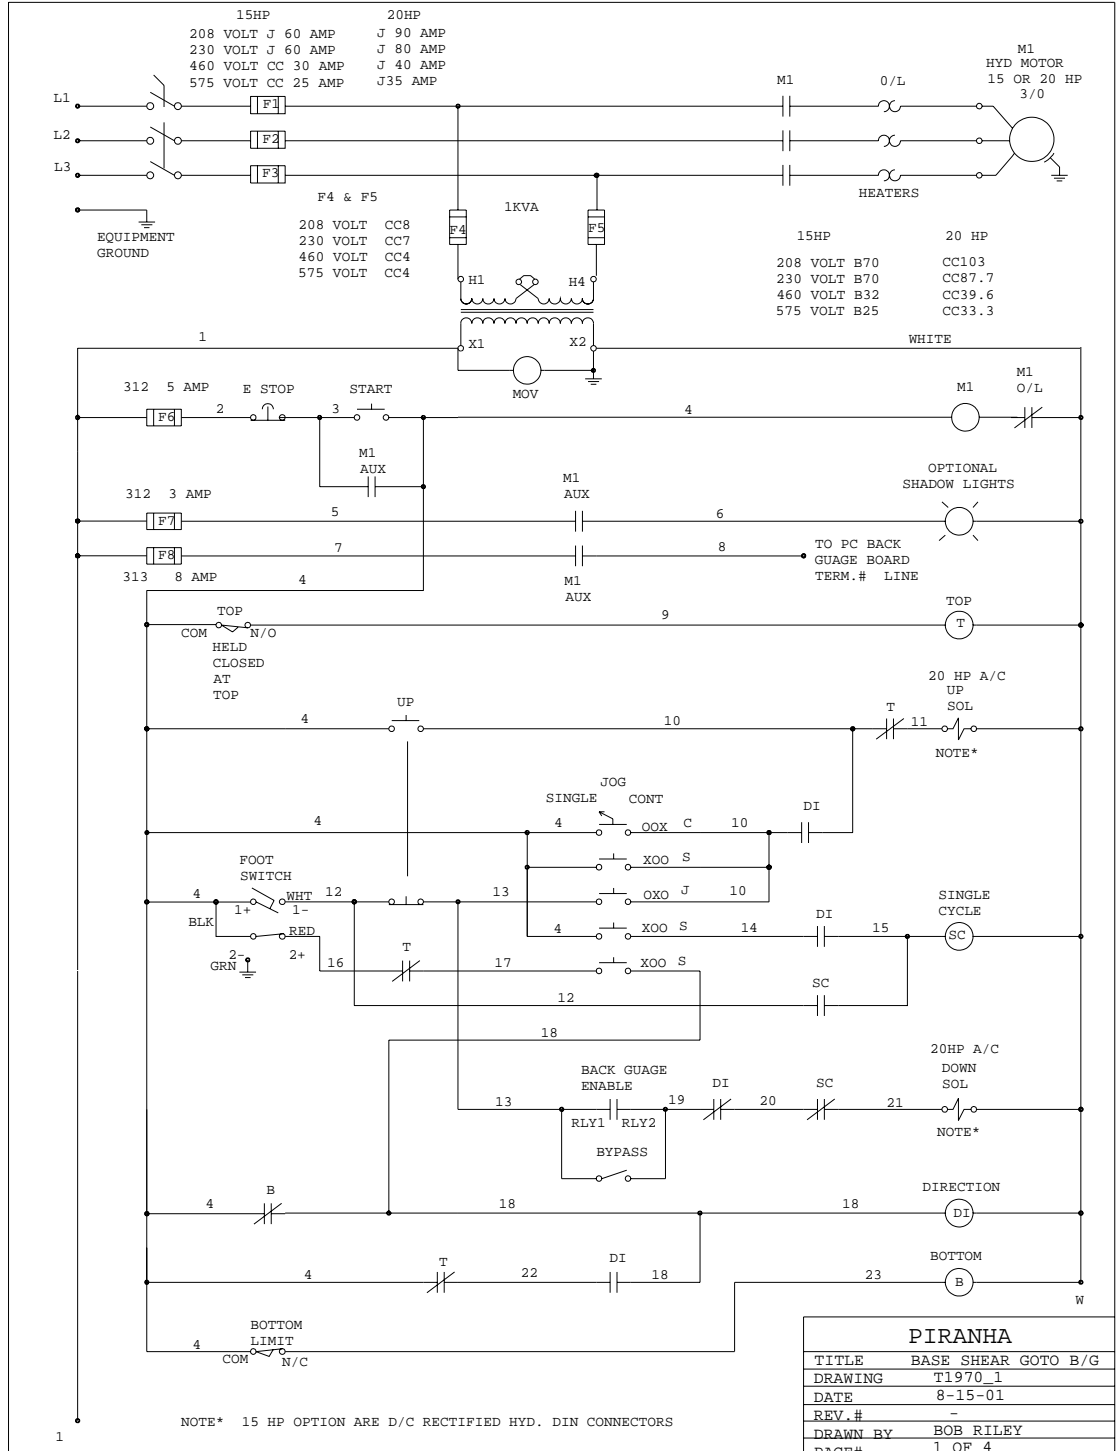 15HP 20HP
208 VOLT J 60 AMP J 90 AMP
230 VOLT J 60 AMP J 80 AMP
460 VOLT CC 30 AMP J 40 AMP
575 VOLT CC 25 AMP J35 AMP
M1
HYD MOTOR
15 OR 20 HP
3/0
M1 O/L
L1 F1
L2 F2
L3 F3
HEATERS
EQUIPMENT
GROUND
F4 & F5
208 VOLT CC8
230 VOLT CC7
460 VOLT CC4
575 VOLT CC4
1KVA
F4 F5
H1 H4
15HP 20 HP
208 VOLT B70 CC103
230 VOLT B70 CC87.7
460 VOLT B32 CC39.6
575 VOLT B25 CC33.3
1 X1 X2 WHITE
MOV
312 5 AMP E STOP START M1 M1
O/L
F6 2 3 4
M1
AUX
OPTIONAL
SHADOW LIGHTS
312 3 AMP M1
AUX
F7 5 6
F8 7 8 TO PC BACK
GUAGE BOARD
TERM.# LINE
313 8 AMP 4 M1
AUX
TOP 9 TOP
COM N/O T
HELD
CLOSED
AT
TOP
20 HP A/C
UP
SOL
UP
4 10 T 11
NOTE*
JOG
SINGLE CONT
4 4 OOX C 10 DI
XOO S
FOOT
SWITCH
4 WHT 12 13 OXO J 10
1+ 1-
SINGLE
CYCLE
BLK RED 4 XOO S 14 DI 15 SC
2- 2+
GRN 16 T 17 XOO S
12 SC
18
20HP A/C
DOWN
SOL
BACK GUAGE
ENABLE
13 RLY1 RLY2 19 DI 20 SC 21
NOTE*
BYPASS
DIRECTION
4 B 18 18 DI
BOTTOM
4 T 22 DI 18 23 B
W
BOTTOM
LIMIT
4 COM N/C
PIRANHA
TITLE BASE SHEAR GOTO B/G
DRAWING T1970_1
DATE 8-15-01
REV.# -
DRAWN BY BOB RILEY
PAGE# 1 OF 4
NOTE* 15 HP OPTION ARE D/C RECTIFIED HYD. DIN CONNECTORS
1